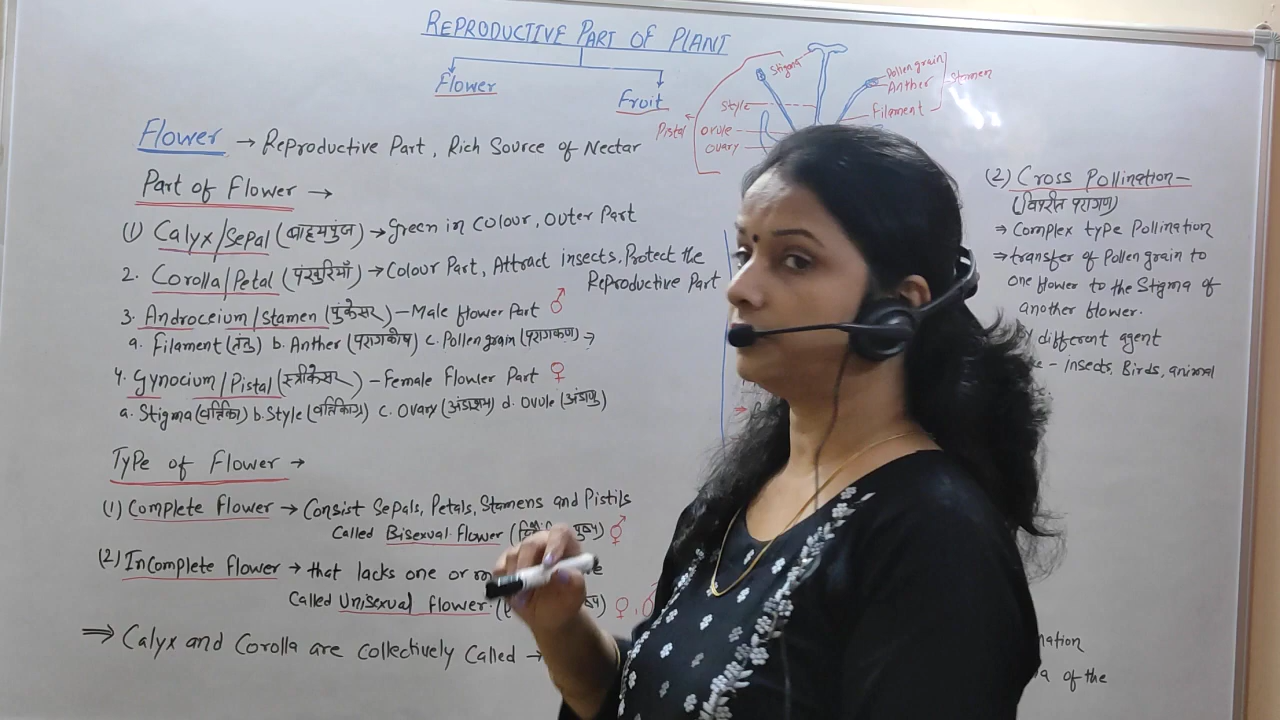 REPRODUCTIVE PART OF PLANT
Flower
Fruit
Stigma
Style
Ovule
Ovary
Pistal
Pollen grain
Anther
Filament
Stamen
Flower → Reproductive Part, Rich Source of Nectar
Part of Flower →
(1) Calyx/Sepal (बाह्यपुंज) → Green in Colour, Outer Part
2. Corolla/Petal (पंखुरियाँ) → Colour Part, Attract insects, Protect the
Reproductive Part
3. Androceium/Stamen (पुंकेसर) – Male flower Part ♂
a. Filament (तंतु) b. Anther (परागकोष) c. Pollen grain (परागकण) →
4. Gynocium/Pistal (स्त्रीकेसर) – Female Flower Part ♀
a. Stigma (वर्तिका) b. Style (वर्तिकाग्र) c. Ovary (अंडाशय) d. Ovule (अंडाणु)
Type of Flower →
(1) Complete flower → Consist Sepals, Petals, Stamens and Pistils
Called Bisexual flower
(2) Incomplete flower → that lacks one or
Called Unisexual flower. ♀, ♂
⇒ Calyx and Corolla are collectively Called →
(2) Cross Pollination –
(विपरीत परागण)
⇒ Complex type Pollination
⇒ transfer of Pollen grain to
one flower to the Stigma of
another flower.
different agent
– insects, Birds, animal
of the